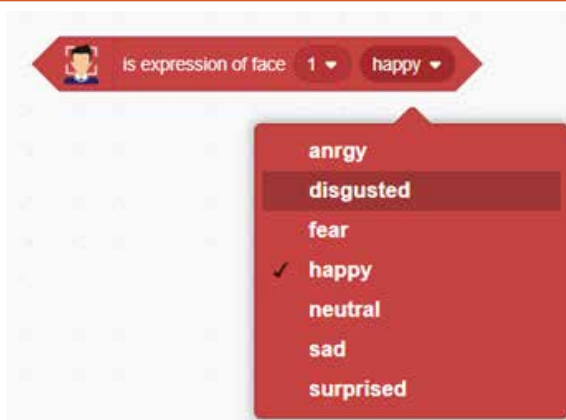 is expression of face 1 happy
anrgy
disgusted
fear
happy
neutral
sad
surprised